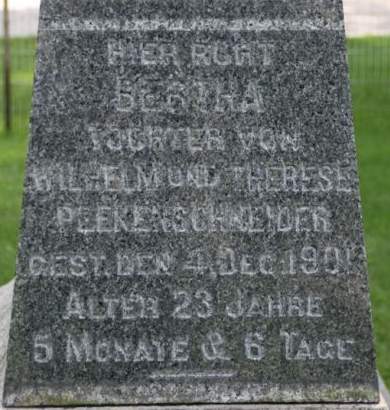 HIER RUHT
BERTHA
TOCHTER VON
WILHELM UND THERESE
PEEKENSCHNEIDER
GEST. DEN 4. DEC. 1901.
ALTER 23 JAHRE
5 MONATE & 6 TAGE